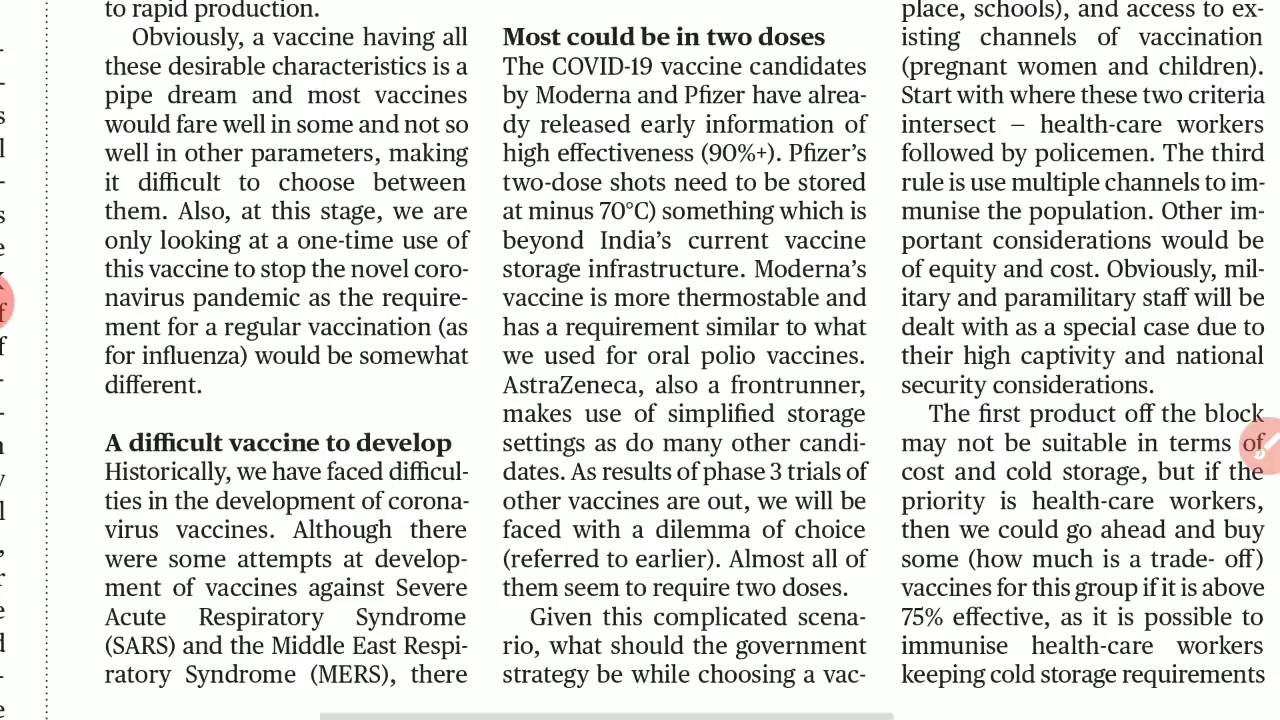 to rapid production.
Obviously, a vaccine having all
these desirable characteristics is a
pipe dream and most vaccines
would fare well in some and not so
well in other parameters, making
it difficult to choose between
them. Also, at this stage, we are
only looking at a one-time use of
this vaccine to stop the novel coro-
navirus pandemic as the require-
ment for a regular vaccination (as
for influenza) would be somewhat
different.
A difficult vaccine to develop
Historically, we have faced difficul-
ties in the development of corona-
virus vaccines. Although there
were some attempts at develop-
ment of vaccines against Severe
Acute Respiratory Syndrome
(SARS) and the Middle East Respi-
ratory Syndrome (MERS), there
Most could be in two doses
The COVID-19 vaccine candidates
by Moderna and Pfizer have alrea-
dy released early information of
high effectiveness (90%+). Pfizer's
two-dose shots need to be stored
at minus 70°C) something which is
beyond India's current vaccine
storage infrastructure. Moderna's
vaccine is more thermostable and
has a requirement similar to what
we used for oral polio vaccines.
AstraZeneca, also a frontrunner,
makes use of simplified storage
settings as do many other candi-
dates. As results of phase 3 trials of
other vaccines are out, we will be
faced with a dilemma of choice
(referred to earlier). Almost all of
them seem to require two doses.
Given this complicated scena-
rio, what should the government
strategy be while choosing a vac-
place, schools), and access to ex-
isting channels of vaccination
(pregnant women and children).
Start with where these two criteria
intersect – health-care workers
followed by policemen. The third
rule is use multiple channels to im-
munise the population. Other im-
portant considerations would be
of equity and cost. Obviously, mil-
itary and paramilitary staff will be
dealt with as a special case due to
their high captivity and national
security considerations.
The first product off the block
may not be suitable in terms of
cost and cold storage, but if the
priority is health-care workers,
then we could go ahead and buy
some (how much is a trade- off)
vaccines for this group if it is above
75% effective, as it is possible to
immunise health-care workers
keeping cold storage requirements